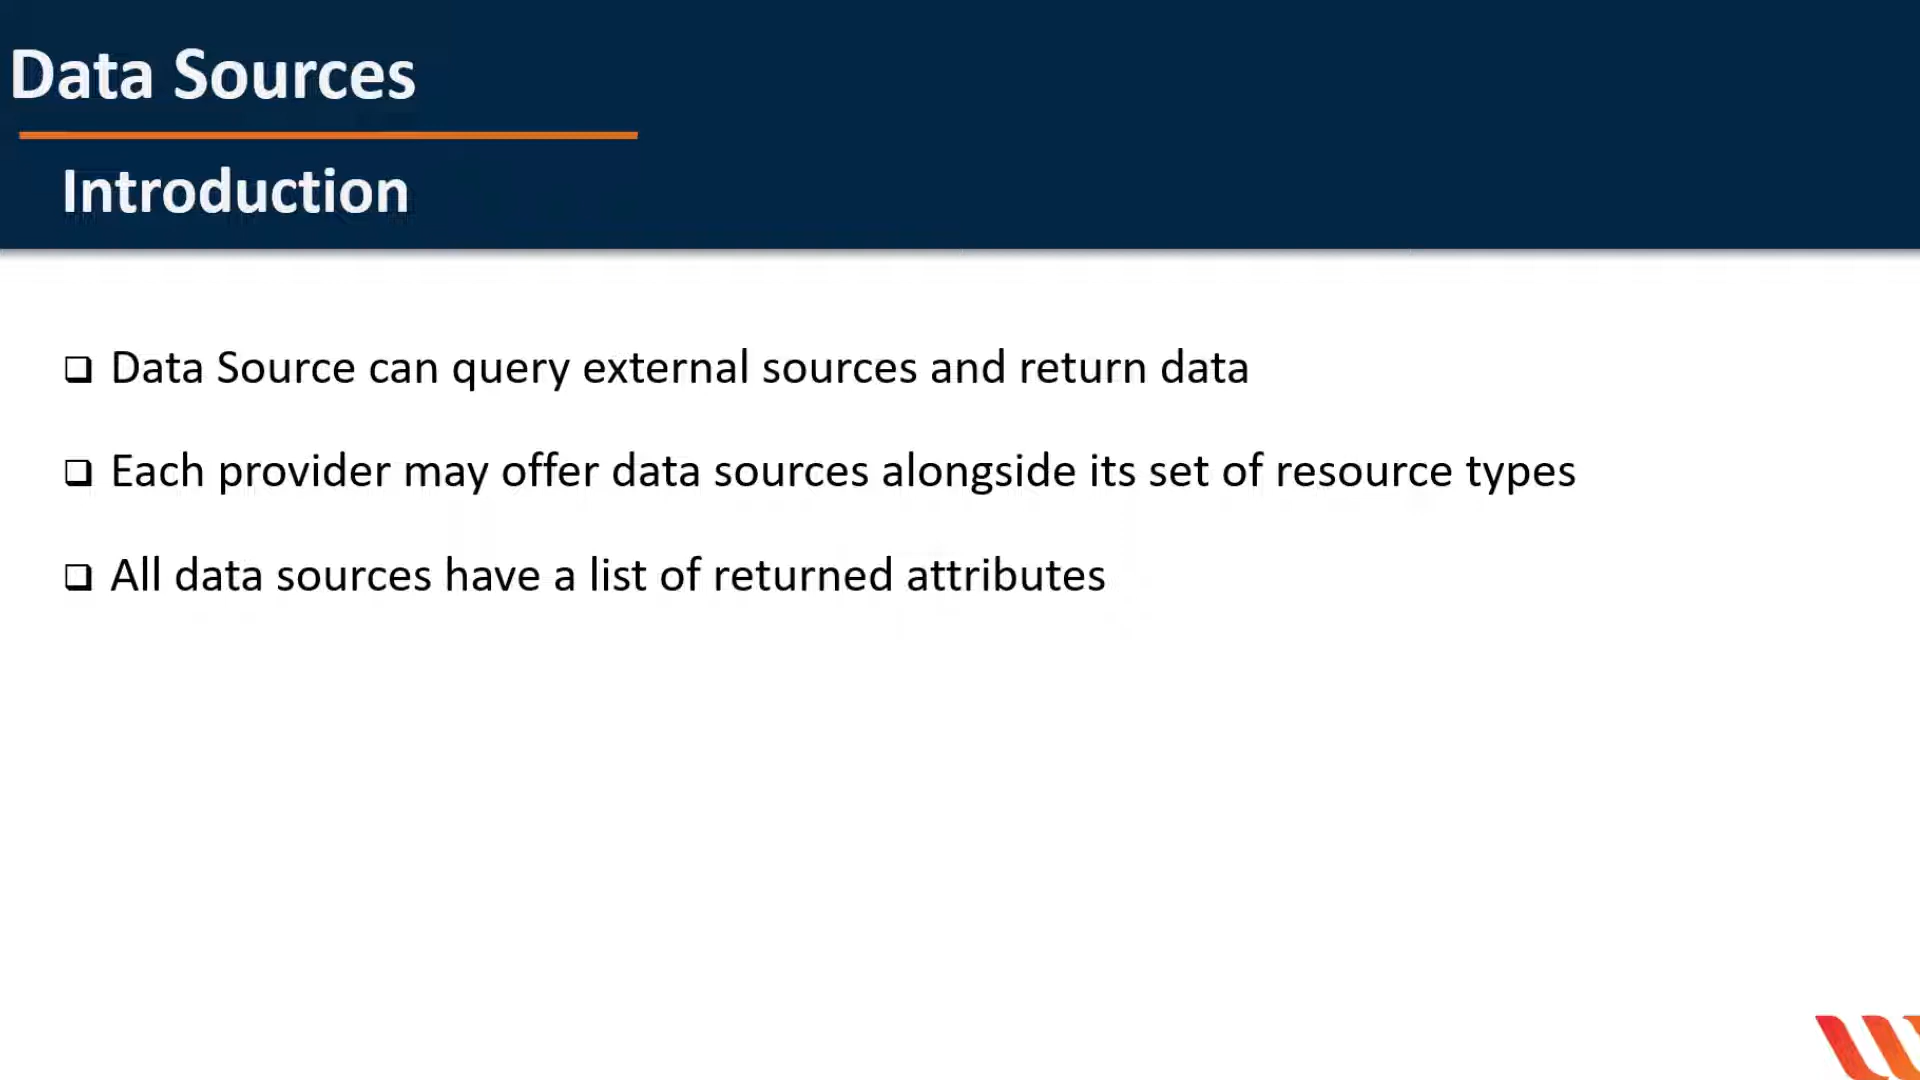 Data Sources
Introduction
Data Source can query external sources and return data
Each provider may offer data sources alongside its set of resource types
All data sources have a list of returned attributes